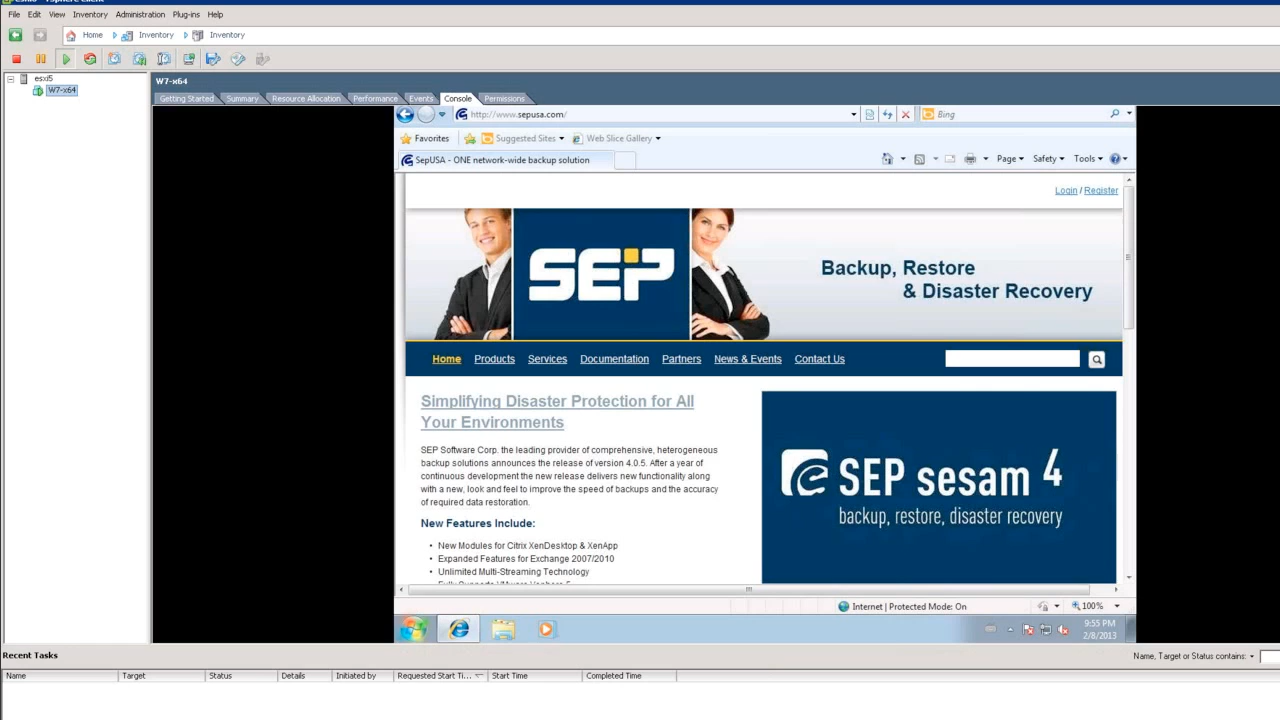 File Edit View Inventory Administration Plug-ins Help
Home Inventory Inventory
esxi5
W7-x64
W7-x64
Getting Started Summary Resource Allocation Performance Events Console Permissions
http://www.sepusa.com/
Bing
Favorites Suggested Sites Web Slice Gallery
SepUSA - ONE network-wide backup solution
Page Safety Tools
Login / Register
SEP
Backup, Restore
& Disaster Recovery
Home Products Services Documentation Partners News & Events Contact Us
Simplifying Disaster Protection for All
Your Environments
SEP Software Corp. the leading provider of comprehensive, heterogeneous
backup solutions announces the release of version 4.0.5. After a year of
continuous development the new release delivers new functionality along
with a new, look and feel to improve the speed of backups and the accuracy
of required data restoration.
New Features Include:
• New Modules for Citrix XenDesktop & XenApp
• Expanded Features for Exchange 2007/2010
• Unlimited Multi-Streaming Technology
SEP sesam 4
backup, restore, disaster recovery
Internet | Protected Mode: On
100%
9:55 PM
2/8/2013
Recent Tasks
Name, Target or Status contains:
Name Target Status Details Initiated by Requested Start Ti... Start Time Completed Time